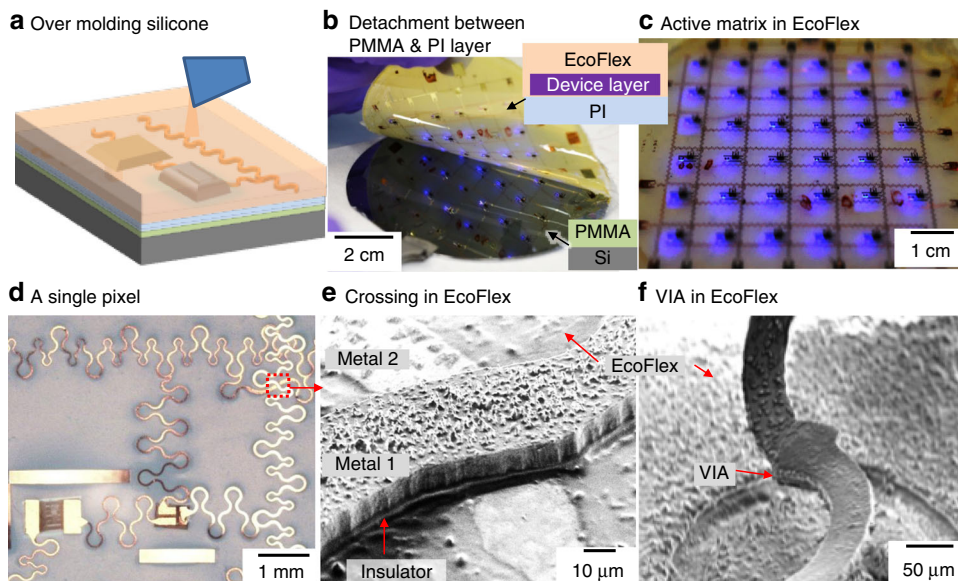 a Over molding silicone
b Detachment between
PMMA & PI layer
EcoFlex
Device layer
PI
PMMA
Si
2 cm
c Active matrix in EcoFlex
1 cm
d A single pixel
1 mm
e Crossing in EcoFlex
Metal 2
EcoFlex
Metal 1
Insulator
10 μm
f VIA in EcoFlex
VIA
50 μm